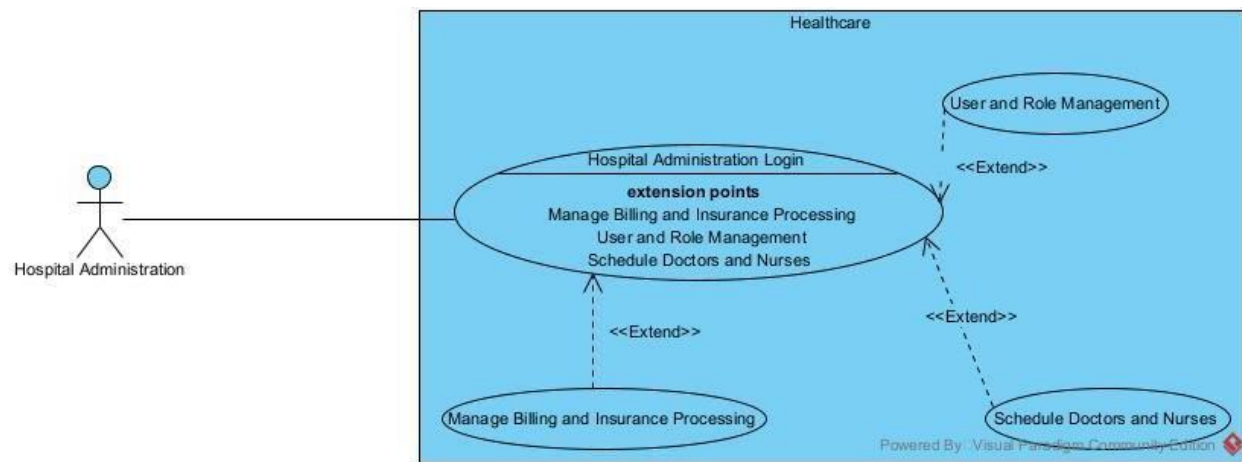 Healthcare
User and Role Management
Hospital Administration Login
<<Extend>>
extension points
Manage Billing and Insurance Processing
User and Role Management
Schedule Doctors and Nurses
Hospital Administration
<<Extend>>
<<Extend>>
Manage Billing and Insurance Processing
Schedule Doctors and Nurses
Powered By: Visual Paradigm Community Edition